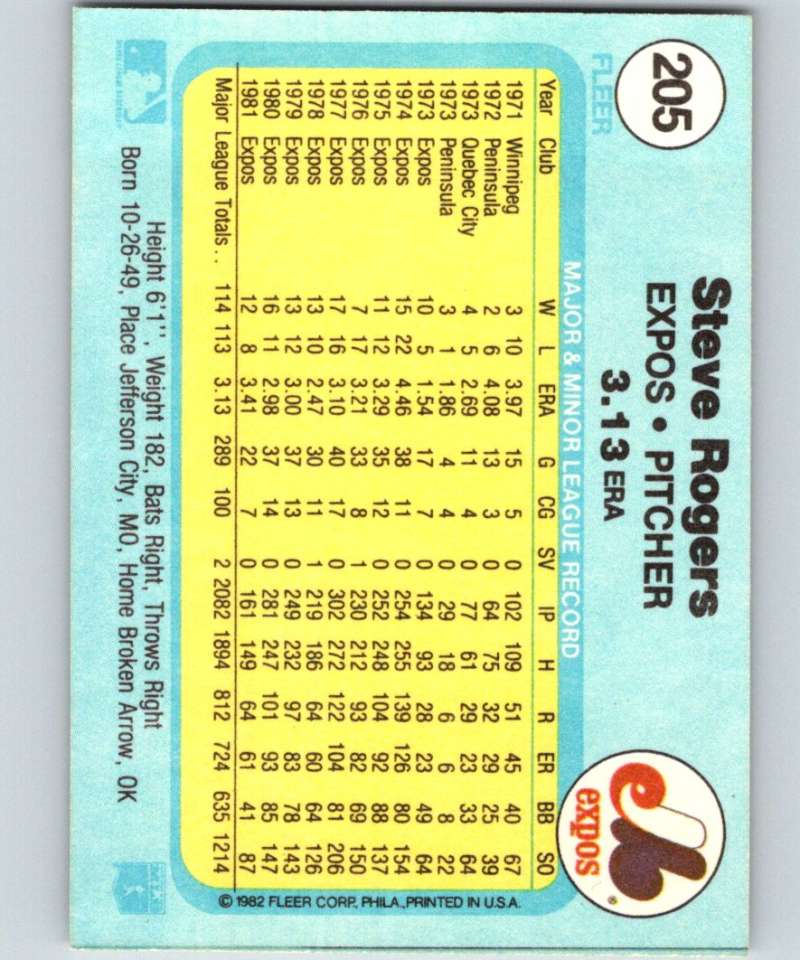 205
FLEER
Steve Rogers
EXPOS • PITCHER
3.13 ERA
expos
®
MAJOR & MINOR LEAGUE RECORD
Year Club W L ERA G CG SV IP H R ER BB SO
1971 Winnipeg 3 10 3.97 15 5 0 102 109 51 45 40 67
1972 Peninsula 2 6 4.08 13 3 0 64 75 32 29 25 39
1973 Quebec City 4 5 2.69 11 4 0 77 61 29 23 33 64
1973 Peninsula 3 1 1.86 4 4 0 29 18 6 6 8 22
1973 Expos 10 5 1.54 17 7 0 134 93 28 23 49 64
1974 Expos 15 22 4.46 38 11 0 254 255 139 126 80 154
1975 Expos 11 12 3.29 35 12 0 252 248 104 92 88 137
1976 Expos 7 17 3.21 33 8 1 230 212 93 82 69 150
1977 Expos 17 16 3.10 40 17 0 302 272 122 104 81 206
1978 Expos 13 10 2.47 30 11 1 219 186 64 60 64 126
1979 Expos 13 12 3.00 37 13 0 249 232 97 83 78 143
1980 Expos 16 11 2.98 37 14 0 281 247 101 93 85 147
1981 Expos 12 8 3.41 22 7 0 161 149 64 61 41 87
Major League Totals . . 114 113 3.13 289 100 2 2082 1894 812 724 635 1214
© 1982 FLEER CORP., PHILA., PRINTED IN U.S.A.
Height 6'1", Weight 182, Bats Right, Throws Right
Born 10-26-49, Place Jefferson City, MO, Home Broken Arrow, OK